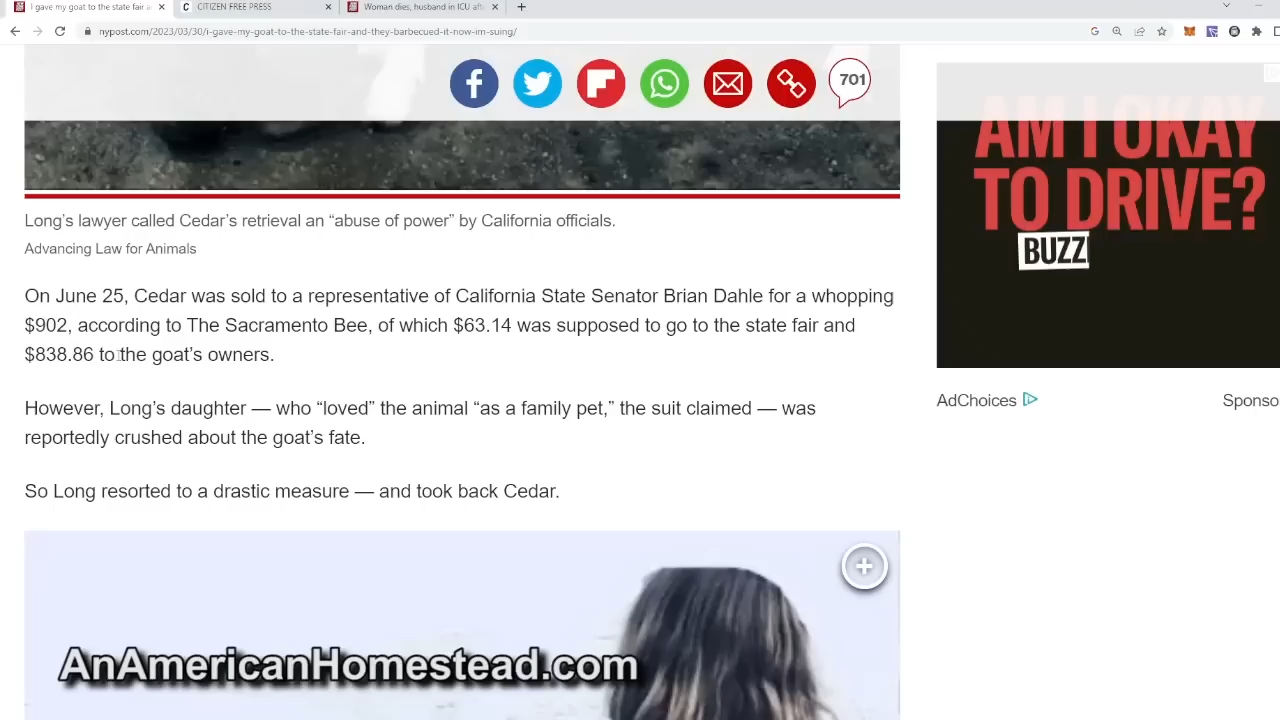 I gave my goat to the state fair a
CITIZEN FREE PRESS
Woman dies, husband in ICU aft
nypost.com/2023/03/30/i-gave-my-goat-to-the-state-fair-and-they-barbecued-it-now-im-suing/
701
AM I OKAY
TO DRIVE?
BUZZ
Long’s lawyer called Cedar’s retrieval an “abuse of power” by California officials.
Advancing Law for Animals
On June 25, Cedar was sold to a representative of California State Senator Brian Dahle for a whopping
$902, according to The Sacramento Bee, of which $63.14 was supposed to go to the state fair and
$838.86 to the goat’s owners.
AdChoices
Sponso
However, Long’s daughter — who “loved” the animal “as a family pet,” the suit claimed — was
reportedly crushed about the goat’s fate.
So Long resorted to a drastic measure — and took back Cedar.
AnAmericanHomestead.com